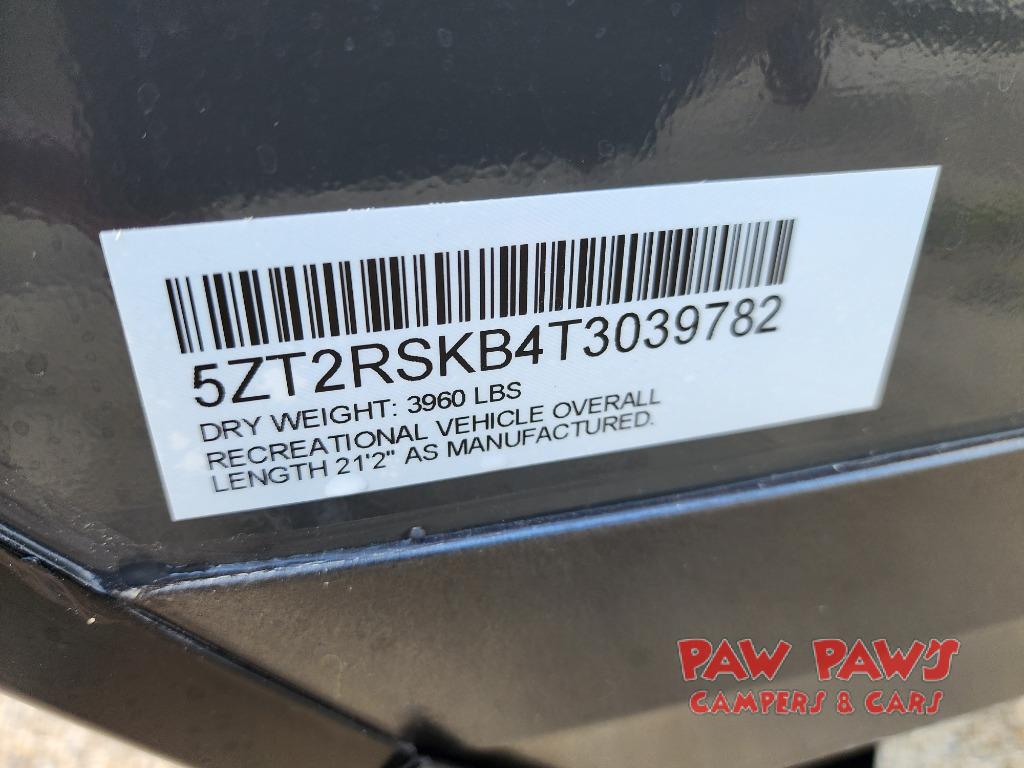 5ZT2RSKB4T3039782
DRY WEIGHT: 3960 LBS
RECREATIONAL VEHICLE OVERALL
LENGTH 21'2" AS MANUFACTURED.
PAW PAW'S
CAMPERS & CARS